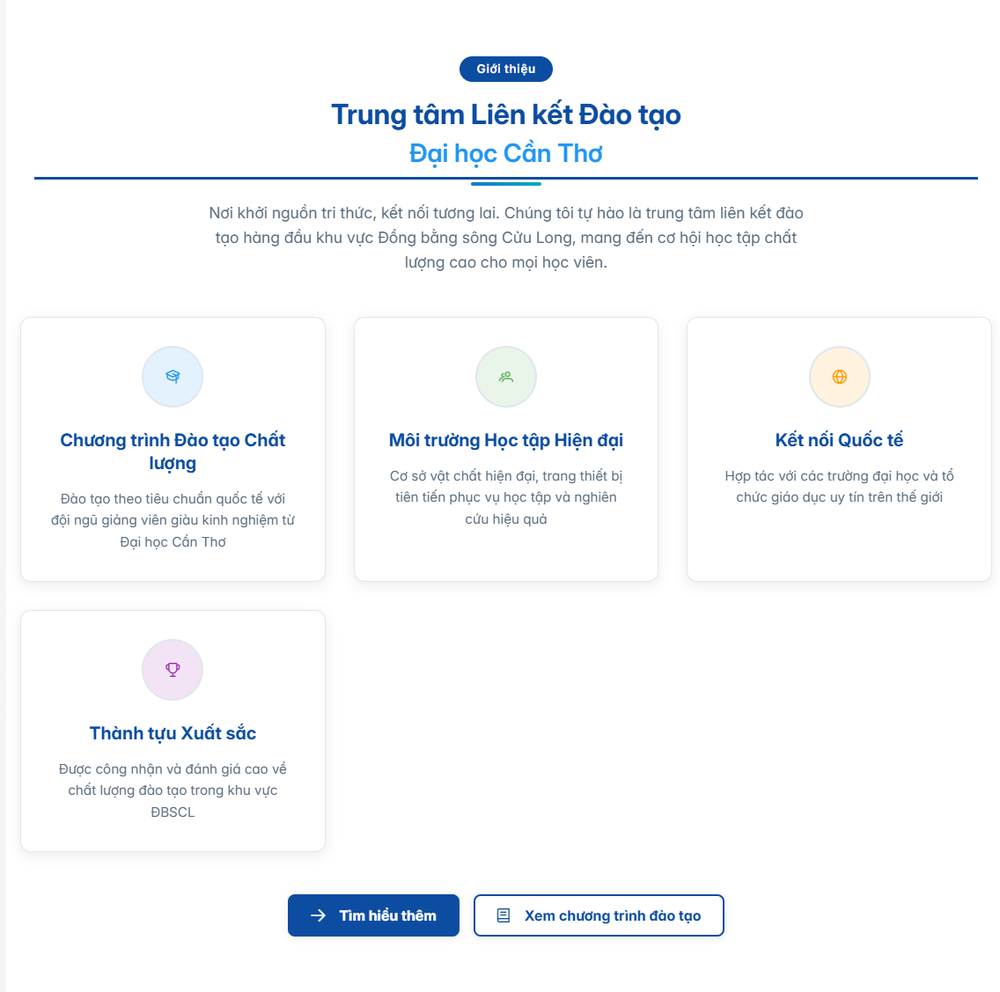 Giới thiệu
Trung tâm Liên kết Đào tạo
Đại học Cần Thơ
Nơi khởi nguồn tri thức, kết nối tương lai. Chúng tôi tự hào là trung tâm liên kết đào
tạo hàng đầu khu vực Đồng bằng sông Cửu Long, mang đến cơ hội học tập chất
lượng cao cho mọi học viên.
Chương trình Đào tạo Chất
lượng
Đào tạo theo tiêu chuẩn quốc tế với
đội ngũ giảng viên giàu kinh nghiệm từ
Đại học Cần Thơ
Môi trường Học tập Hiện đại
Cơ sở vật chất hiện đại, trang thiết bị
tiên tiến phục vụ học tập và nghiên
cứu hiệu quả
Kết nối Quốc tế
Hợp tác với các trường đại học và tổ
chức giáo dục uy tín trên thế giới
Thành tựu Xuất sắc
Được công nhận và đánh giá cao về
chất lượng đào tạo trong khu vực
ĐBSCL
Tìm hiểu thêm
Xem chương trình đào tạo